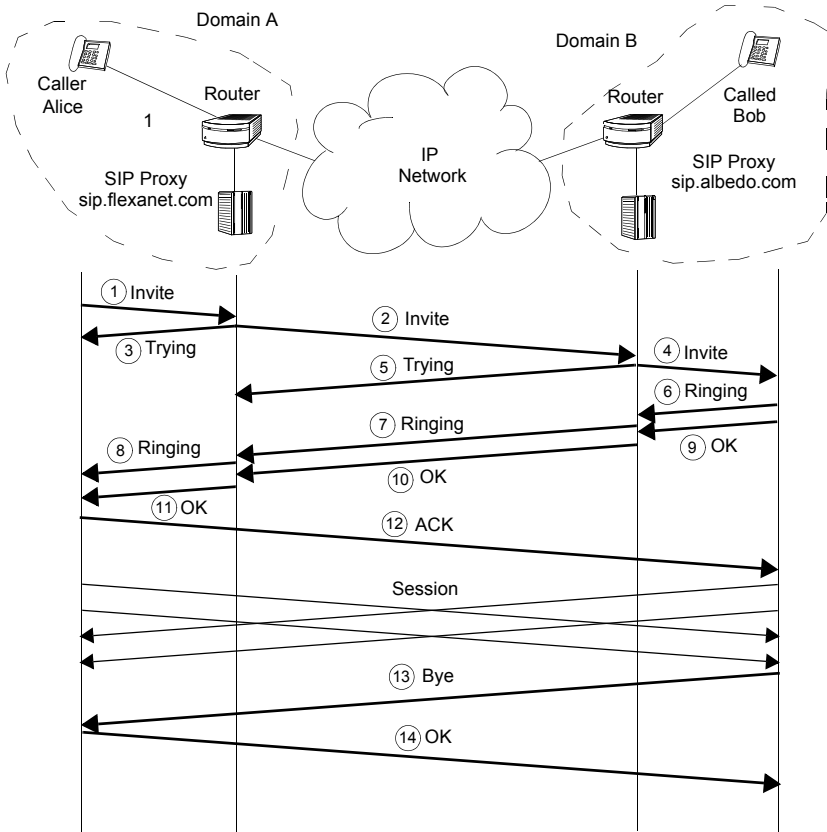 Domain A
Domain B
Caller
Alice
1
Router
SIP Proxy
sip.flexanet.com
IP
Network
Router
Called
Bob
SIP Proxy
sip.albedo.com
1 Invite
2 Invite
3 Trying
4 Invite
5 Trying
6 Ringing
7 Ringing
8 Ringing
9 OK
10 OK
11 OK
12 ACK
Session
13 Bye
14 OK